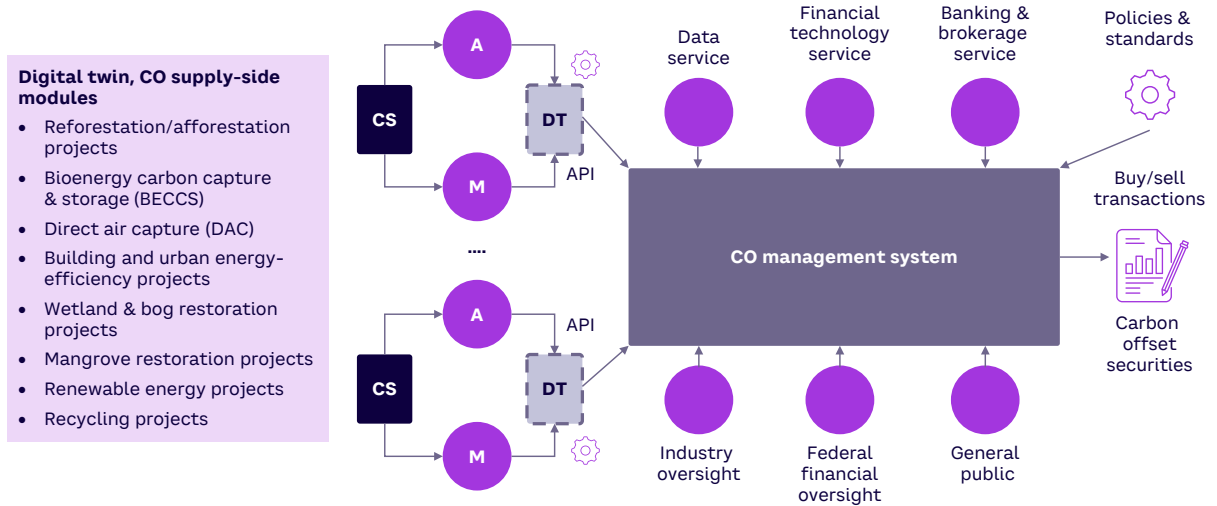 Digital twin, CO supply-side
modules
• Reforestation/afforestation
projects
• Bioenergy carbon capture
& storage (BECCS)
• Direct air capture (DAC)
• Building and urban energy-
efficiency projects
• Wetland & bog restoration
projects
• Mangrove restoration projects
• Renewable energy projects
• Recycling projects
CS
A
M
DT
API
....
CS
A
M
DT
API
Data
service
Financial
technology
service
Banking &
brokerage
service
Policies &
standards
CO management system
Buy/sell
transactions
Carbon
offset
securities
Industry
oversight
Federal
financial
oversight
General
public